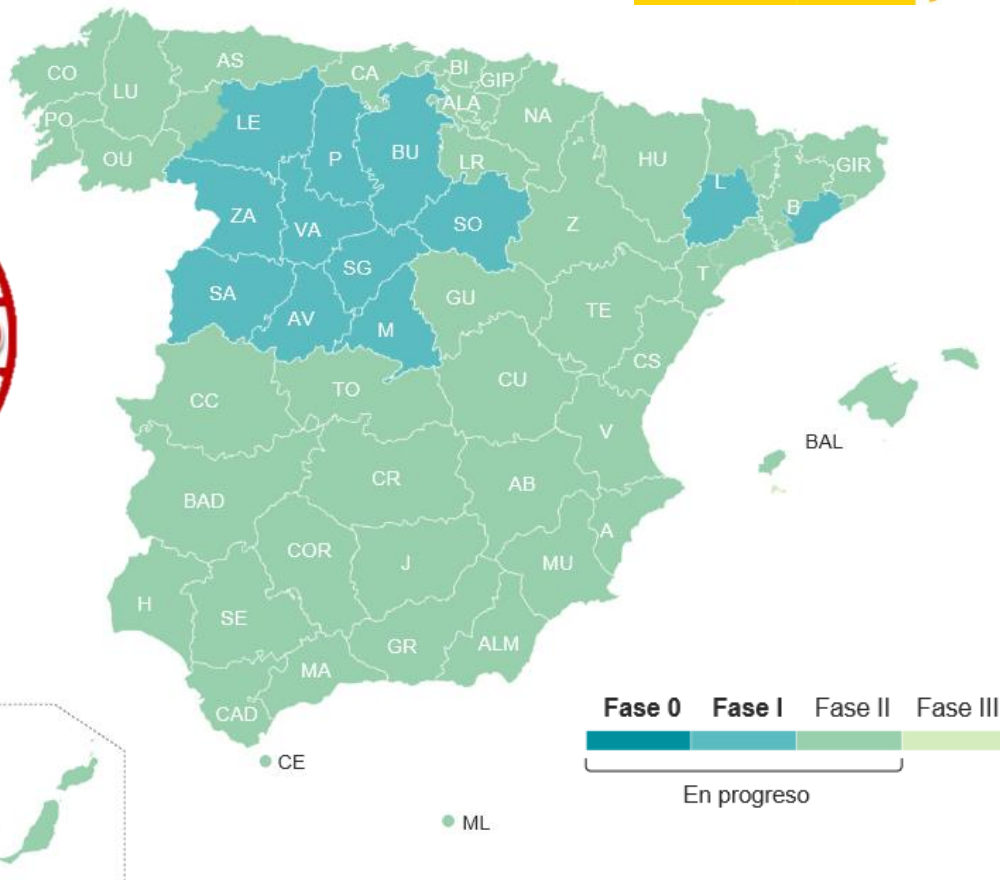 AS
CA
BI
GIP
CO
LU
ALA
NA
PO
LE
P
BU
LR
HU
GIR
OU
L
B
ZA
VA
SO
Z
SG
T
SA
GU
TE
AV
M
CS
CU
TO
CC
V
BAL
CR
AB
BAD
A
COR
J
MU
H
SE
GR
ALM
MA
CAD
CE
ML
Fase 0 Fase I Fase II Fase III
En progreso